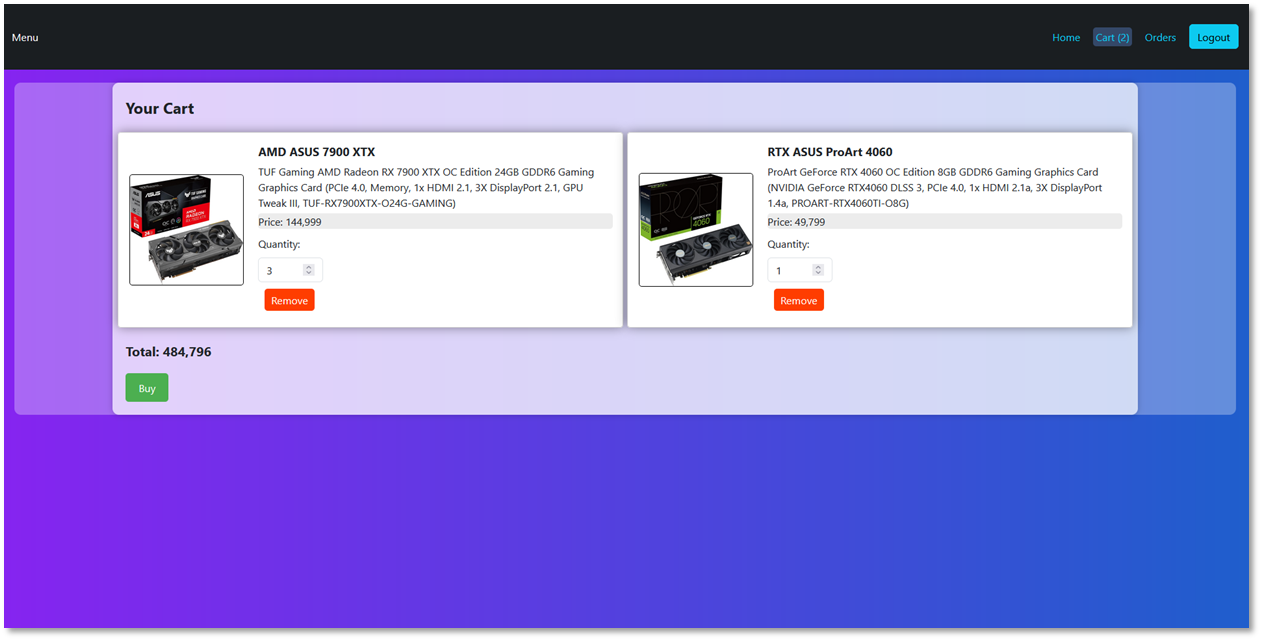 Menu
Home
Cart (2)
Orders
Logout
Your Cart
AMD ASUS 7900 XTX
TUF Gaming AMD Radeon RX 7900 XTX OC Edition 24GB GDDR6 Gaming
Graphics Card (PCIe 4.0, Memory, 1x HDMI 2.1, 3X DisplayPort 2.1, GPU
Tweak III, TUF-RX7900XTX-O24G-GAMING)
Price: 144,999
Quantity:
3
Remove
RTX ASUS ProArt 4060
ProArt GeForce RTX 4060 OC Edition 8GB GDDR6 Gaming Graphics Card
(NVIDIA GeForce RTX4060 DLSS 3, PCIe 4.0, 1x HDMI 2.1a, 3X DisplayPort
1.4a, PROART-RTX4060TI-O8G)
Price: 49,799
Quantity:
1
Remove
Total: 484,796
Buy